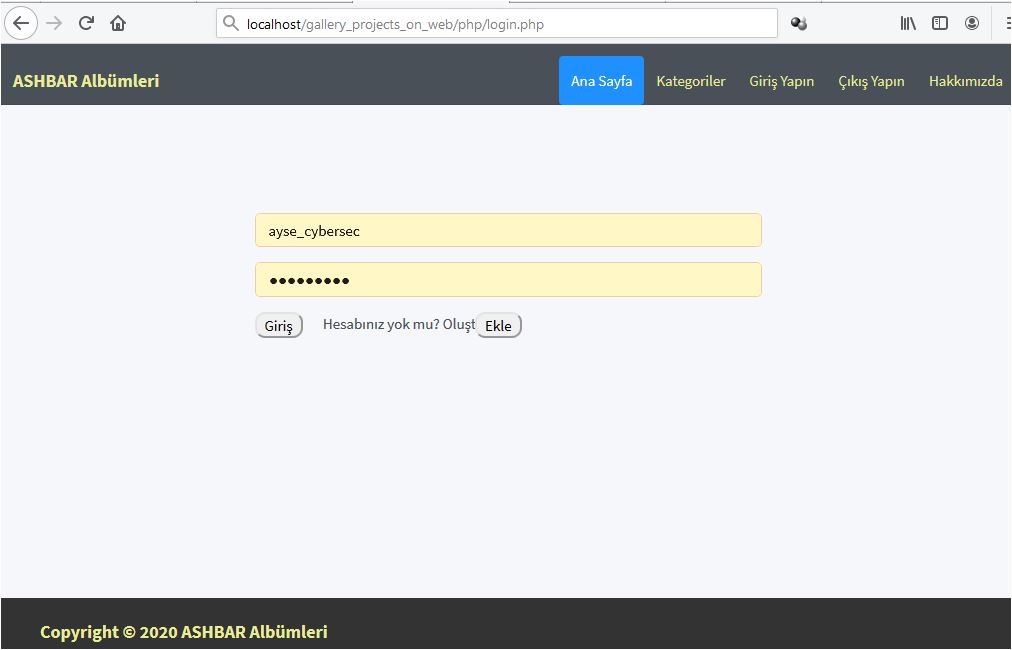 localhost/gallery_projects_on_web/php/login.php
ASHBAR Albümleri Ana Sayfa Kategoriler Giriş Yapın Çıkış Yapın Hakkımızda
ayse_cybersec
●●●●●●●●●
Giriş Hesabınız yok mu? Oluşt Ekle
Copyright © 2020 ASHBAR Albümleri